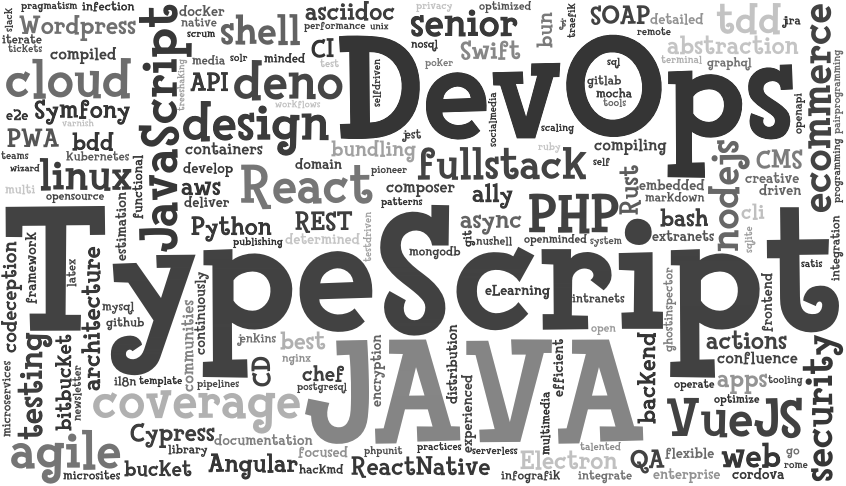 slack
pragmatism
infection
docker
native
scrum
asciidoc
performance
unix
privacy
optimized
traefik
SOAP
detailed
remote
tdd
jira
iterate
tickets
Wordpress
JavaScript
shell
CI
senior
nosql
Swift
bun
tr
abstraction
terminal
graphql
ecommerce
compiled
cloud
treeshaking
media
API
solr
minded
test
deno
workflows
selfdriven
poker
DevOps
sql
gitlab
mocha
tools
openapi
pairprogramming
e2e
Symfony
varnish
design
jest
socialmedia
scaling
PWA
bdd
Kubernetes
teams
wizard
containers
bundling
ruby
compiling
nodejs
CMS
programming
functional
develop
domain
pioneer
fullstack
self
creative
driven
multi
linux
opensource
aws
deliver
React
composer
patterns
ally
Rust
embedded
markdown
estimation
Python
publishing
REST
determined
testdriven
async
git
nushell
PHP
openminded
system
bash
extranets
cli
sqlite
integration
TypeScript
codeception
framework
latex
architecture
mongodb
eLearning
intranets
satis
mysql
github
communities
continuously
ghostinspector
frontend
open
jenkins
best
nginx
JAVA
encryption
distribution
efficient
backend
actions
confluence
microservices
testing
bitbucket
newsletter
i18n
template
pipelines
CD
chef
postgresql
operate
apps
tooling
optimize
security
coverage
experienced
multimedia
VueJS
agile
Cypress
library
documentation
focused
phpunit
practices
serverless
talented
Electron
QA
flexible
web
go
rome
microsites
bucket
Angular
hackmd
ReactNative
infografik
integrate
enterprise
cordova